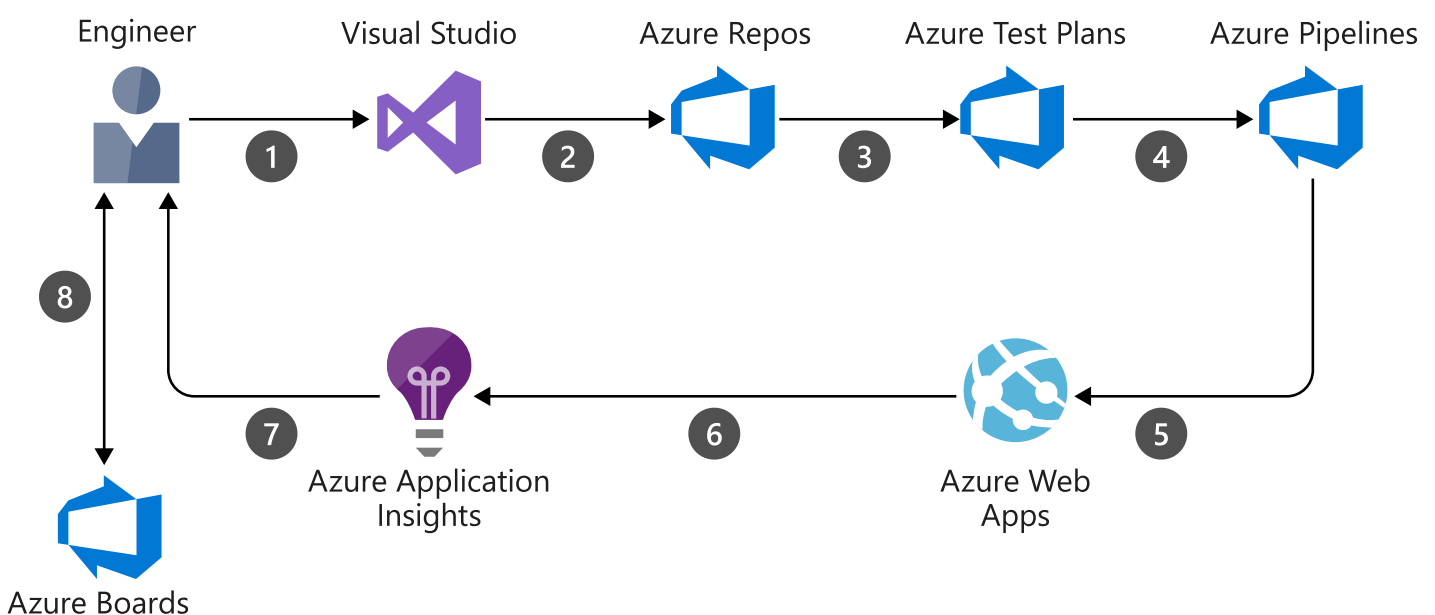 Engineer
Visual Studio
Azure Repos
Azure Test Plans
Azure Pipelines
1
2
3
4
8
7
6
5
Azure Application
Insights
Azure Web
Apps
Azure Boards